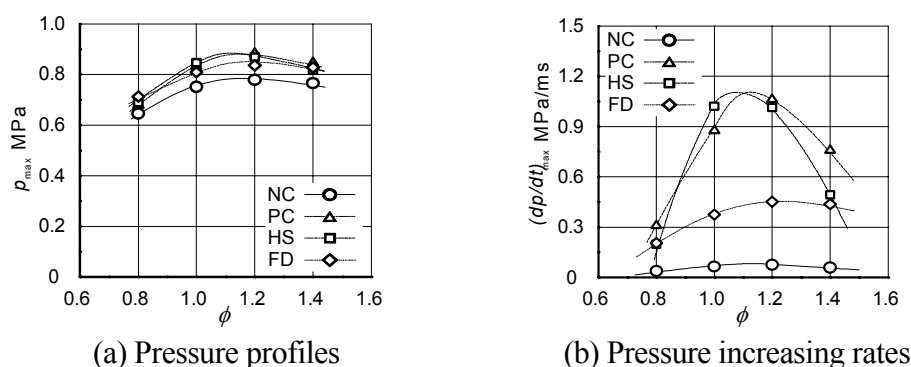 1.0
0.8
0.6
0.4
0.2
0
p max MPa
NC
PC
HS
FD
0.6 0.8 1.0 1.2 1.4 1.6
ϕ
(a) Pressure profiles
1.5
1.2
0.9
0.6
0.3
0
(dp/dt)max MPa/ms
NC
PC
HS
FD
0.6 0.8 1.0 1.2 1.4 1.6
ϕ
(b) Pressure increasing rates